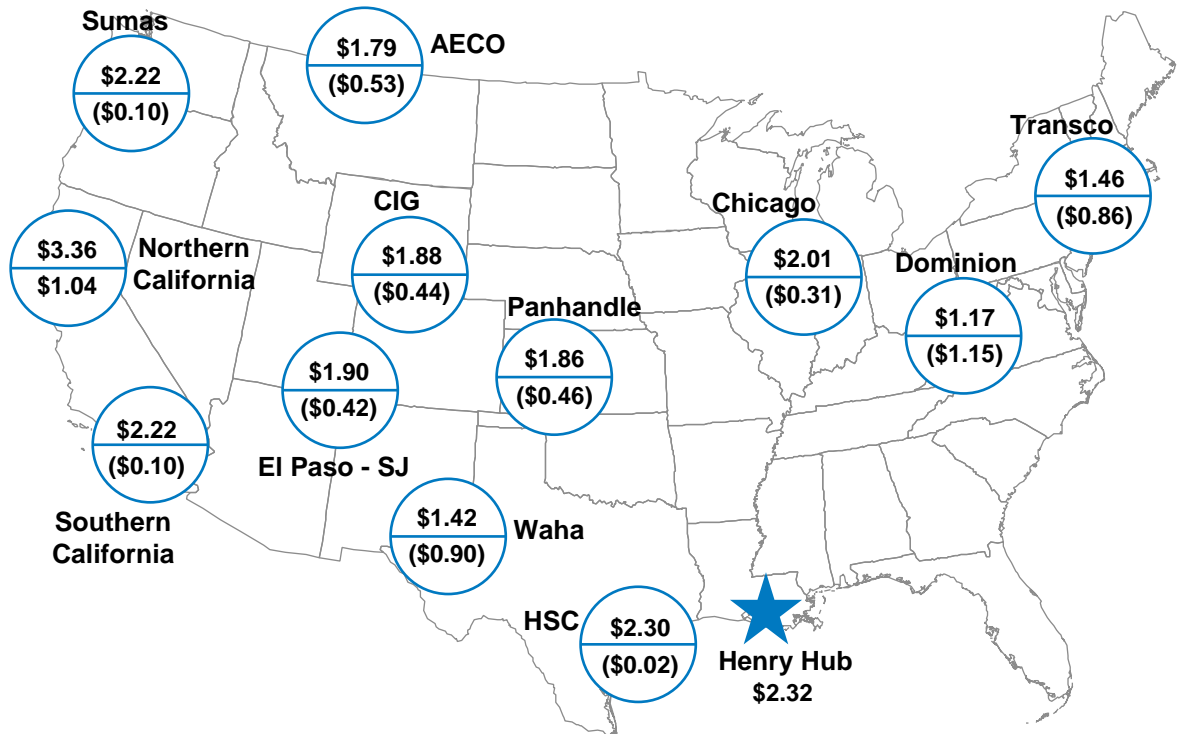 Sumas
$2.22
($0.10)
$1.79
($0.53)
AECO
Transco
$1.46
($0.86)
CIG
$1.88
($0.44)
Chicago
$2.01
($0.31)
$3.36
$1.04
Northern
California
Dominion
$1.17
($1.15)
Panhandle
$1.86
($0.46)
$1.90
($0.42)
El Paso - SJ
$2.22
($0.10)
Southern
California
$1.42
($0.90)
Waha
HSC
$2.30
($0.02)
Henry Hub
$2.32